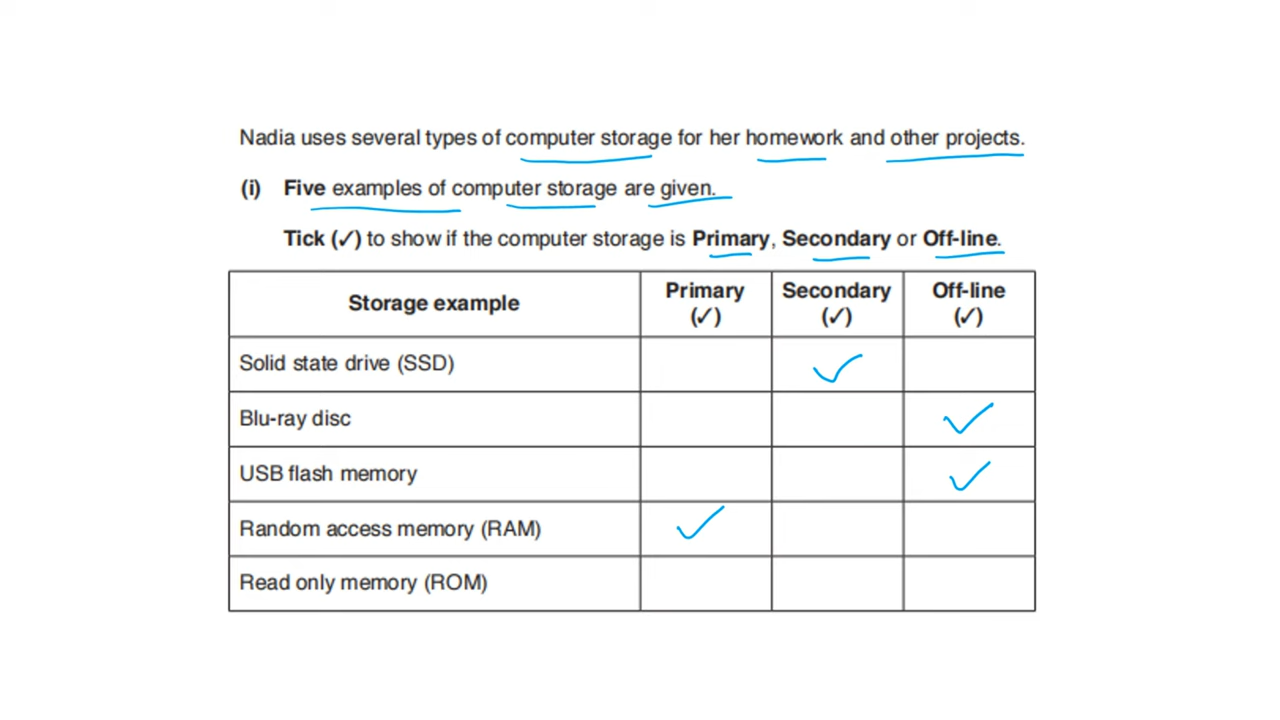 Nadia uses several types of computer storage for her homework and other projects.
(i) Five examples of computer storage are given.
Tick (✓) to show if the computer storage is Primary, Secondary or Off-line.
Storage example Primary (✓) Secondary (✓) Off-line (✓)
Solid state drive (SSD) ✓
Blu-ray disc ✓
USB flash memory ✓
Random access memory (RAM) ✓
Read only memory (ROM)